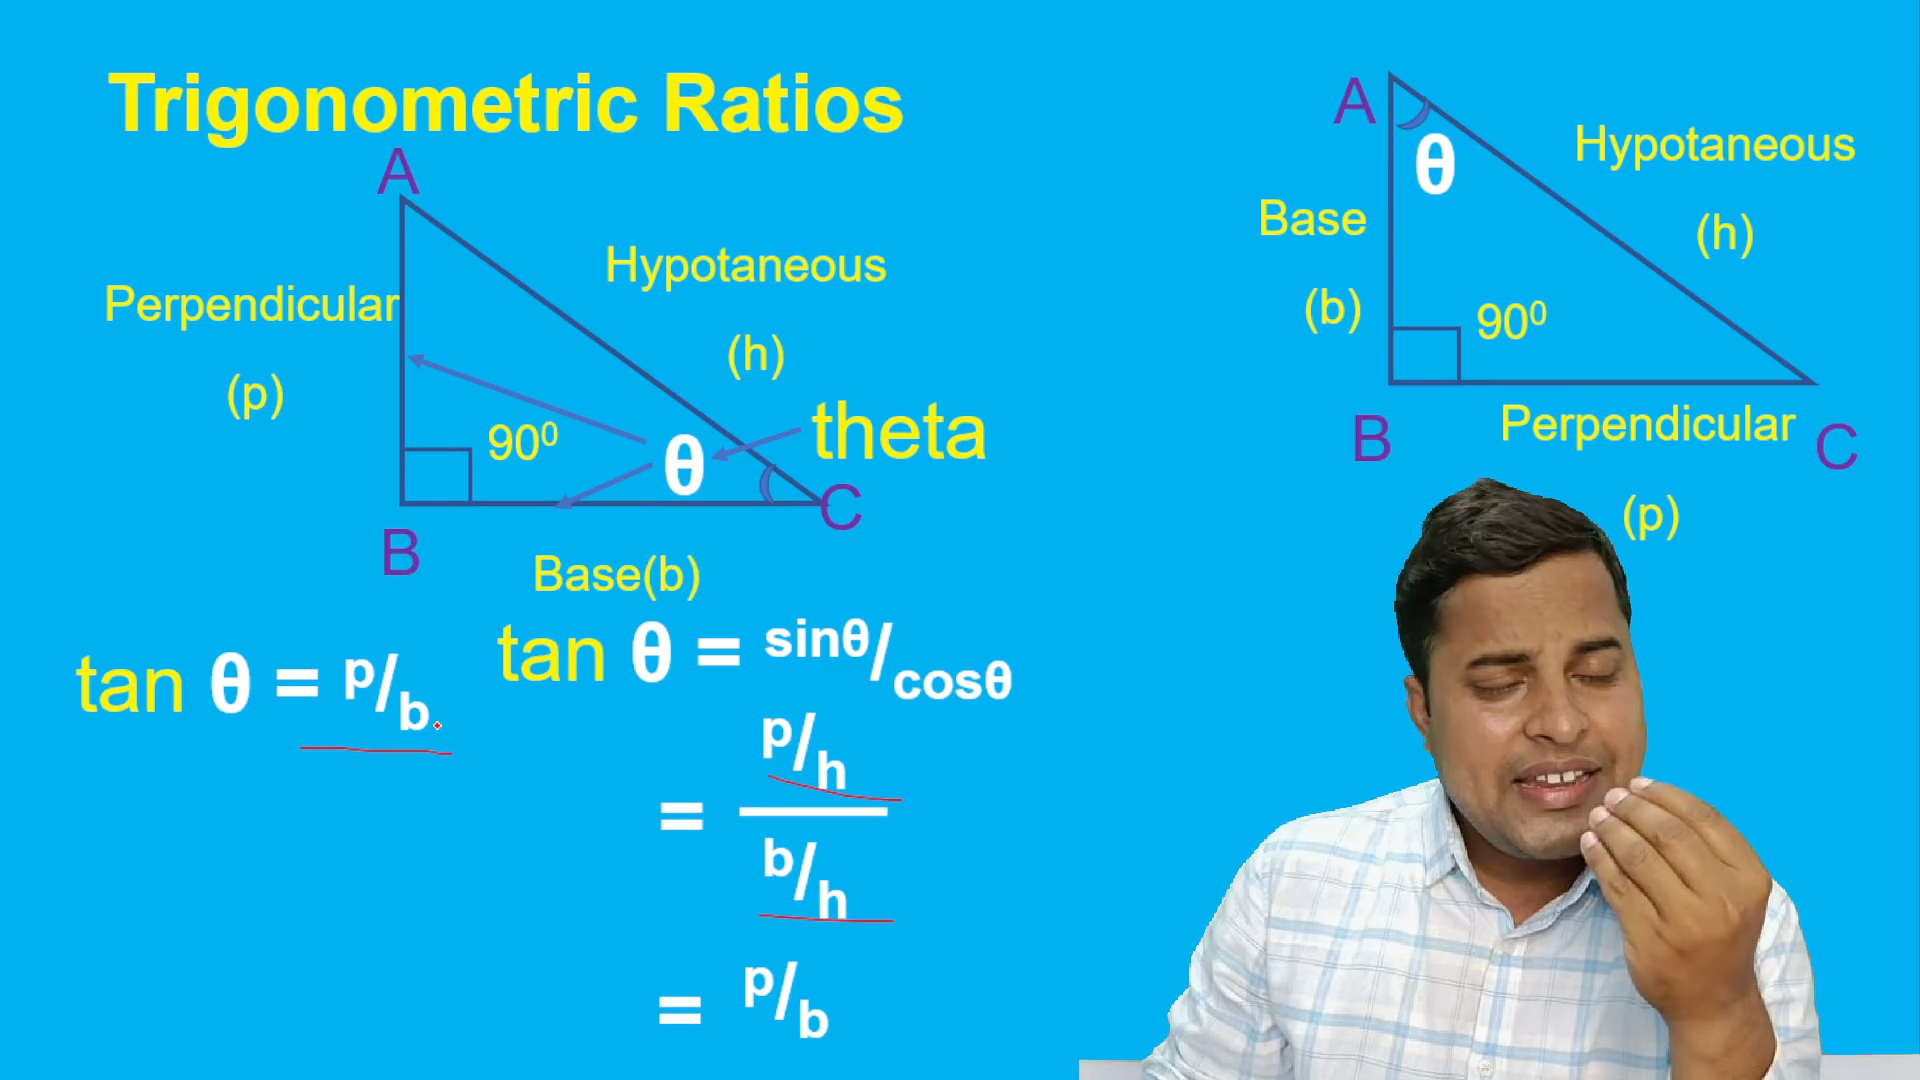 Trigonometric Ratios
A
Perpendicular
(p)
Hypotaneous
(h)
90⁰
θ
theta
B
C
Base(b)
A
θ
Hypotaneous
(h)
Base
(b)
90⁰
B
Perpendicular
(p)
C
tan θ = p/b
tan θ = sinθ/cosθ
= p/h
b/h
= p/b